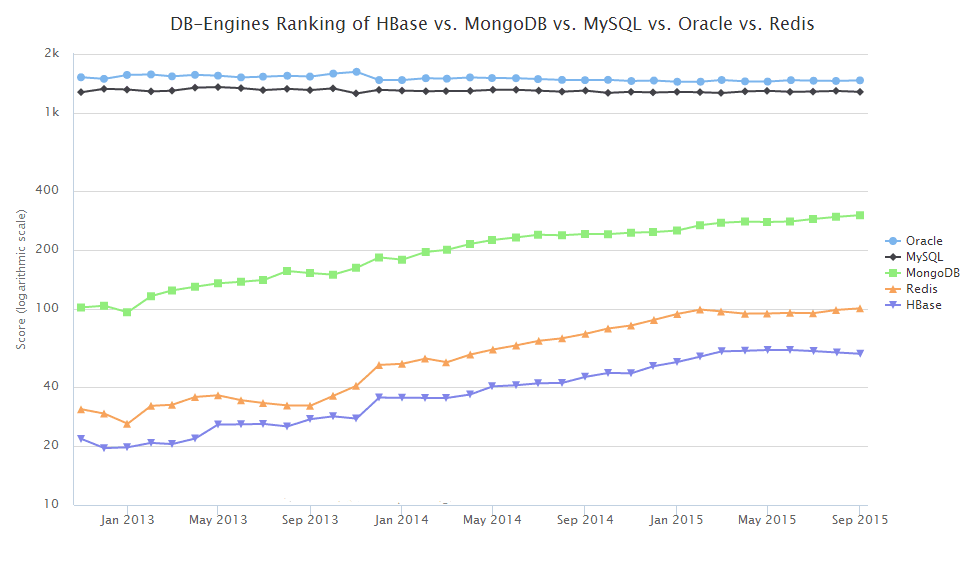 DB-Engines Ranking of HBase vs. MongoDB vs. MySQL vs. Oracle vs. Redis
2k
1k
400
200
100
40
20
10
Score (logarithmic scale)
Jan 2013 May 2013 Sep 2013 Jan 2014 May 2014 Sep 2014 Jan 2015 May 2015 Sep 2015
Oracle
MySQL
MongoDB
Redis
HBase